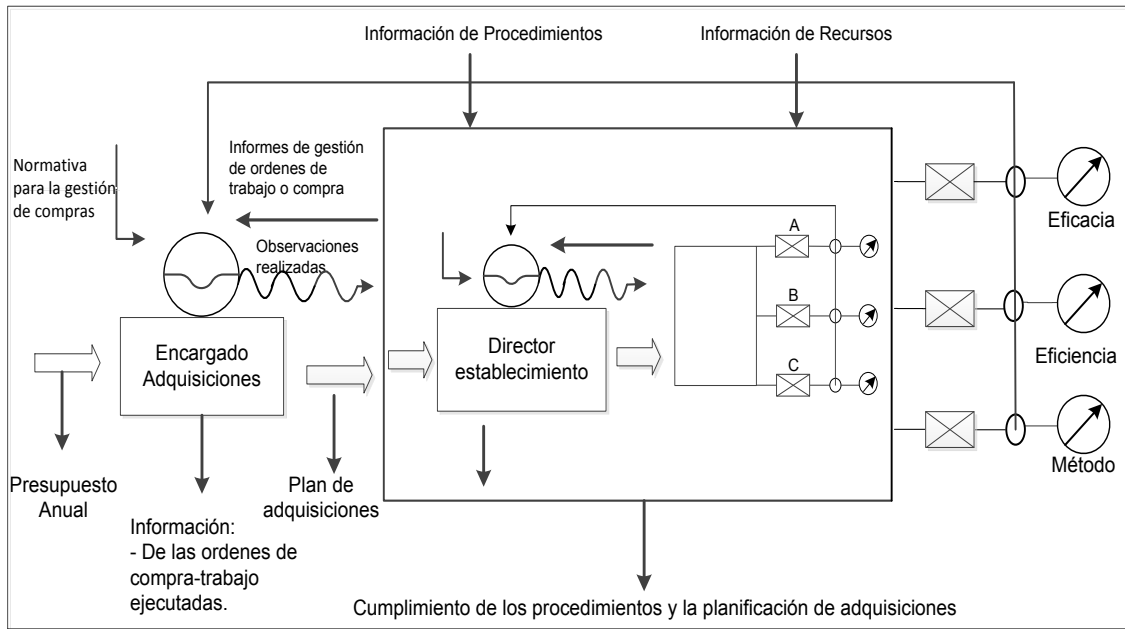 Información de Procedimientos
Información de Recursos
Informes de gestión
de ordenes de
trabajo o compra
Normativa
para la gestión
de compras
Observaciones
realizadas
Eficacia
A
B
C
Encargado
Adquisiciones
Director
establecimiento
Eficiencia
Método
Presupuesto
Anual
Plan de
adquisiciones
Información:
- De las ordenes de
compra-trabajo
ejecutadas.
Cumplimiento de los procedimientos y la planificación de adquisiciones